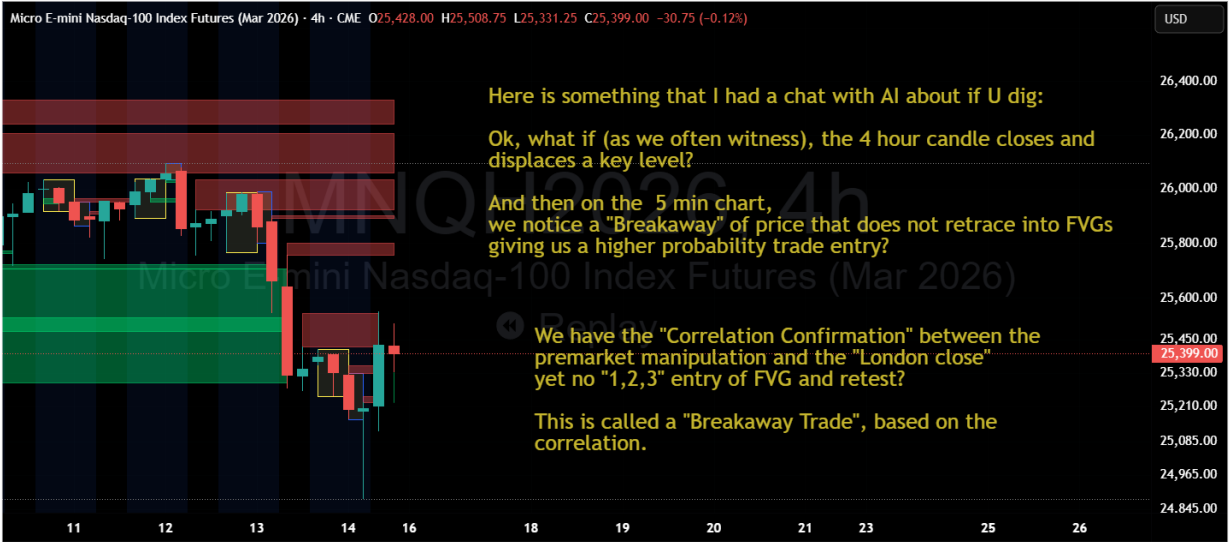 Micro E-mini Nasdaq-100 Index Futures (Mar 2026) · 4h · CME O25,428.00 H25,508.75 L25,331.25 C25,399.00 −30.75 (−0.12%)
USD
Here is something that I had a chat with AI about if U dig:
Ok, what if (as we often witness), the 4 hour candle closes and
displaces a key level?
And then on the 5 min chart,
we notice a "Breakaway" of price that does not retrace into FVGs
giving us a higher probability trade entry?
We have the "Correlation Confirmation" between the
premarket manipulation and the "London close"
yet no "1,2,3" entry of FVG and retest?
This is called a "Breakaway Trade", based on the
correlation.
MNQH2026, 4h
Micro E-mini Nasdaq-100 Index Futures (Mar 2026)
Replay
26,400.00
26,200.00
26,000.00
25,800.00
25,600.00
25,450.00
25,399.00
25,330.00
25,210.00
25,085.00
24,965.00
24,845.00
11 12 13 14 16 18 19 20 21 23 25 26